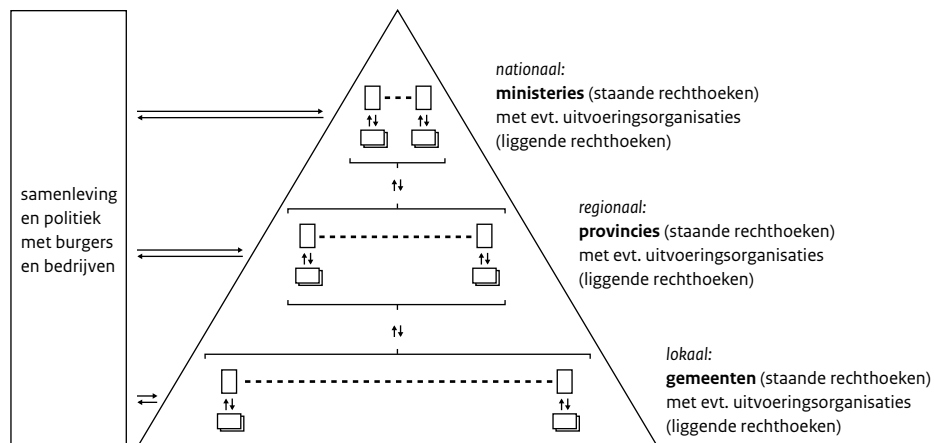 samenleving
en politiek
met burgers
en bedrijven
nationaal:
ministeries (staande rechthoeken)
met evt. uitvoeringsorganisaties
(liggende rechthoeken)
regionaal:
provincies (staande rechthoeken)
met evt. uitvoeringsorganisaties
(liggende rechthoeken)
lokaal:
gemeenten (staande rechthoeken)
met evt. uitvoeringsorganisaties
(liggende rechthoeken)